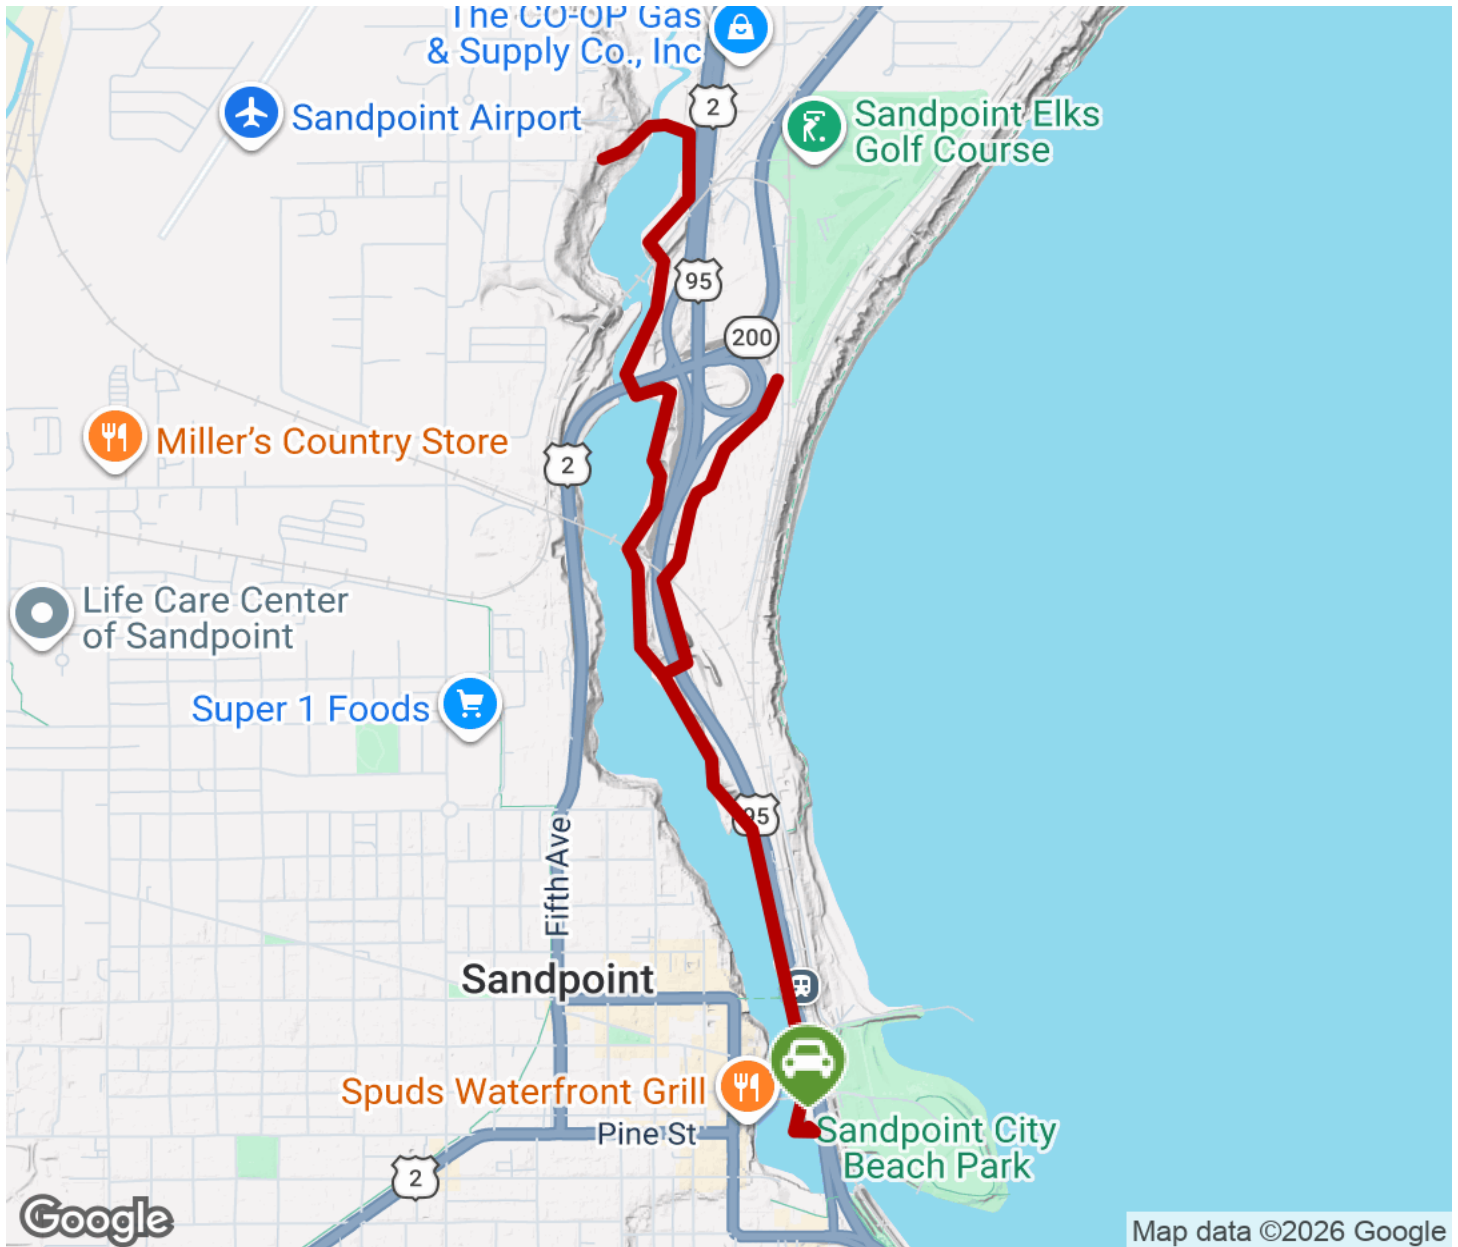 The CO-OP Gas
& Supply Co., Inc
2
Sandpoint Airport
Sandpoint Elks
Golf Course
95
200
Miller's Country Store
2
Life Care Center
of Sandpoint
Super 1 Foods
95
Fifth Ave
Sandpoint
Spuds Waterfront Grill
Pine St
Sandpoint City
Beach Park
2
Google
Map data ©2026 Google